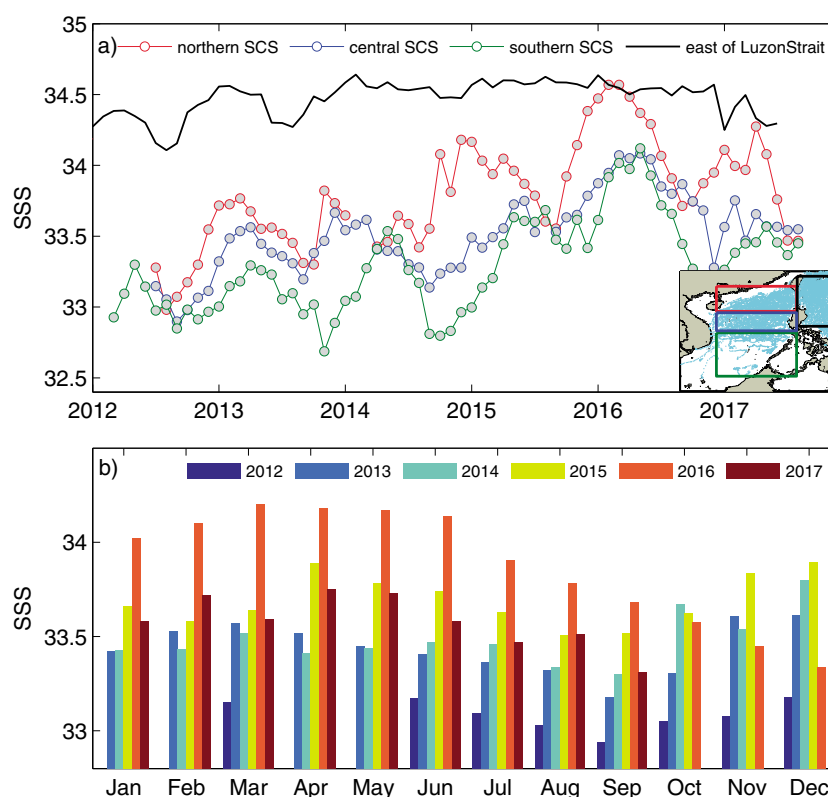 a)
northern SCS
central SCS
southern SCS
east of LuzonStrait
SSS
35
34.5
34
33.5
33
32.5
2012
2013
2014
2015
2016
2017
b)
2012
2013
2014
2015
2016
2017
SSS
34
33.5
33
Jan
Feb
Mar
Apr
May
Jun
Jul
Aug
Sep
Oct
Nov
Dec